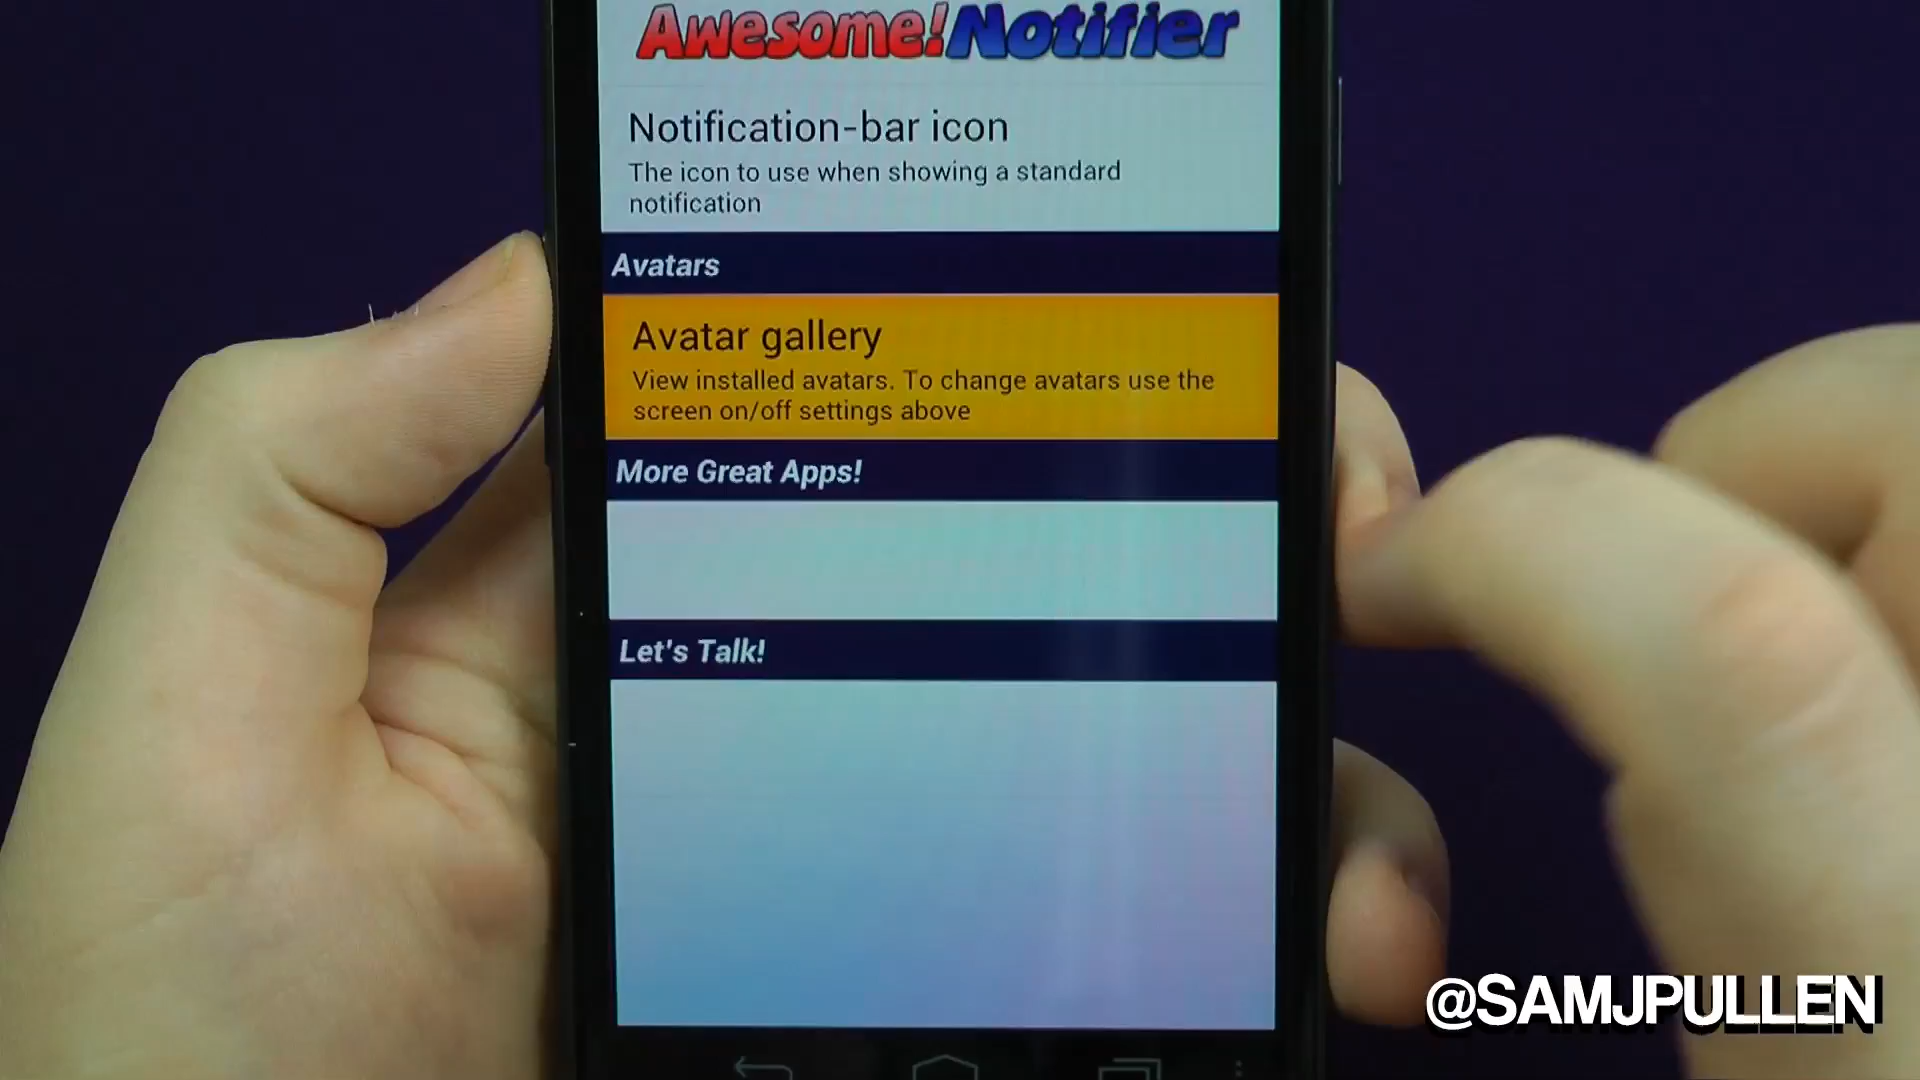 Awesome!Notifier
Notification-bar icon
The icon to use when showing a standard
notification
Avatars
Avatar gallery
View installed avatars. To change avatars use the
screen on/off settings above
More Great Apps!
Let's Talk!
@SAMJPULLEN